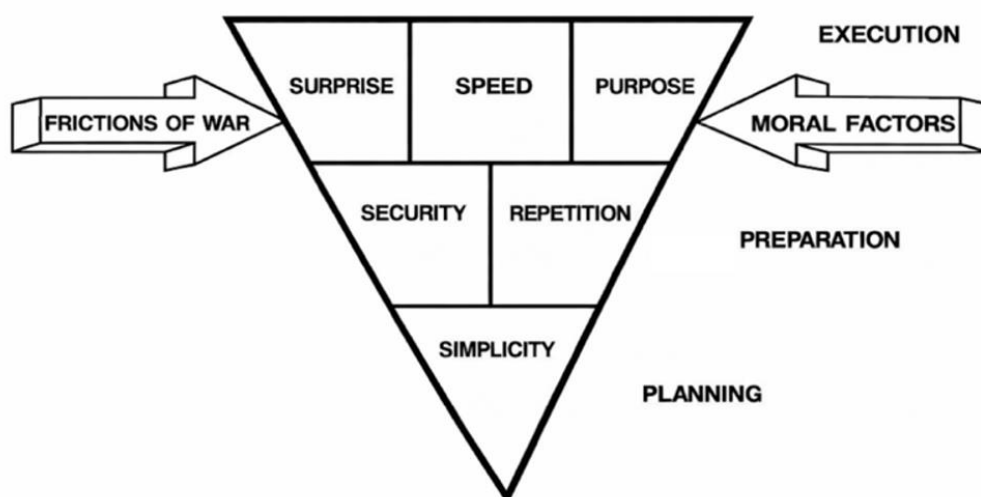 EXECUTION
SURPRISE
SPEED
PURPOSE
FRICTIONS OF WAR
MORAL FACTORS
SECURITY
REPETITION
PREPARATION
SIMPLICITY
PLANNING